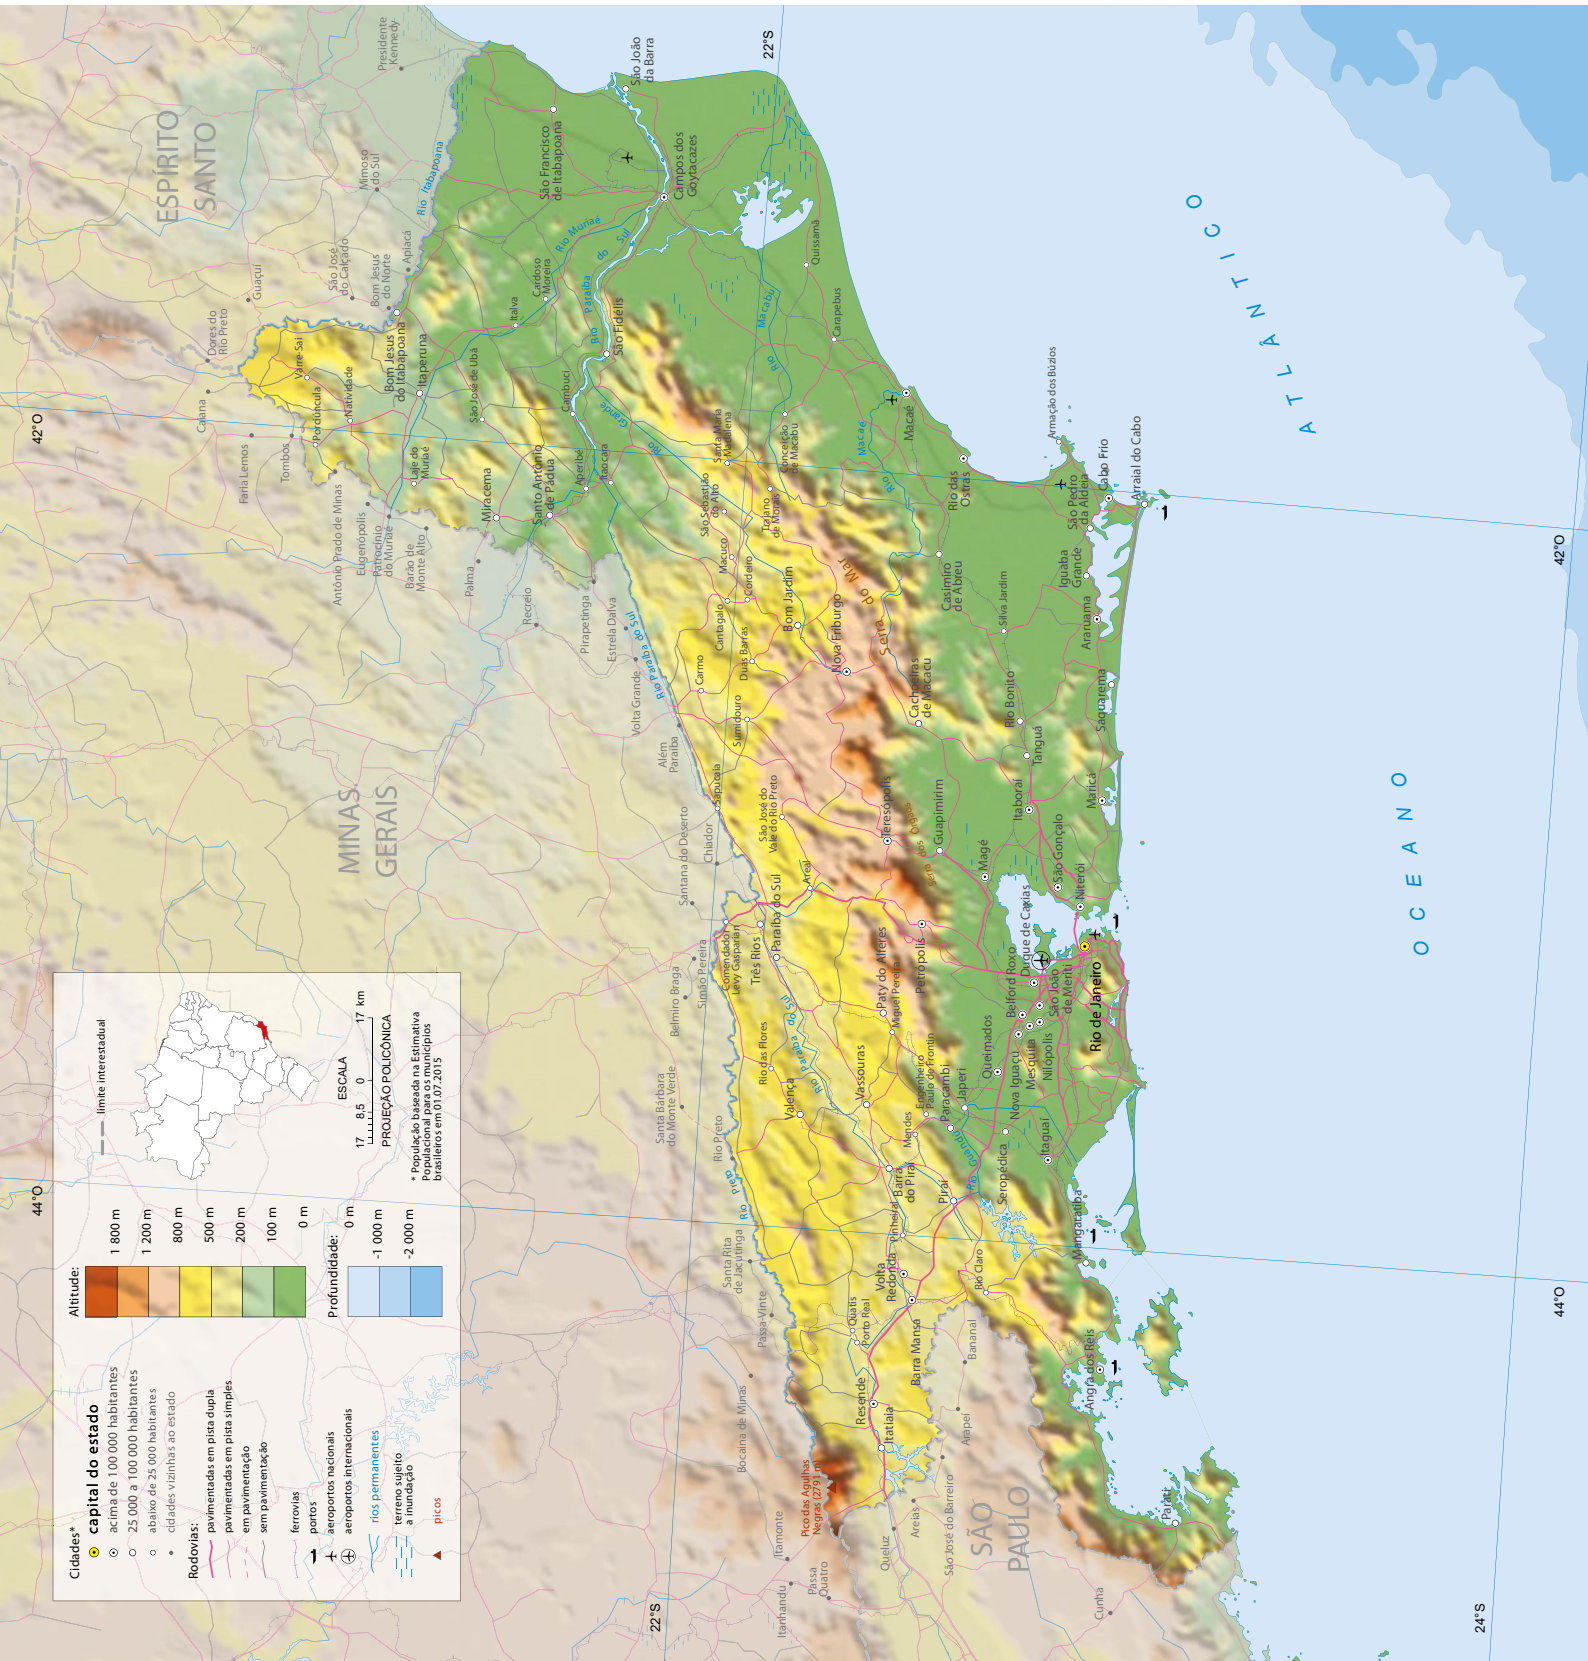 Cidades*
capital do estado
acima de 100 000 habitantes
25 000 a 100 000 habitantes
abaixo de 25 000 habitantes
cidades vizinhas ao estado
Rodovias:
pavimentadas em pista dupla
pavimentadas em pista simples
em pavimentação
sem pavimentação
ferrovias
portos
aeroportos nacionais
aeroportos internacionais
rios permanentes
terreno sujeito
a inundação
picos
Altitude:
1 800 m
1 200 m
800 m
500 m
200 m
100 m
0 m
Profundidade:
0 m
-1 000 m
-2 000 m
limite interestadual
ESCALA
17
8,5
0
17 km
PROJEÇÃO POLICÔNICA
* População baseada na Estimativa
Populacional para os municípios
brasileiros em 01.07.2015
44°O
42°O
22°S
22°S
24°S
44°O
42°O
ESPÍRITO
SANTO
MINAS
GERAIS
SÃO
PAULO
OCEANO
ATLÂNTICO
Presidente
Kennedy
Mimoso
do Sul
Apiacá
São José
do Calçado
Bom Jesus
do Norte
Guaçuí
Dores do
Rio Preto
Caiana
Faria Lemos
Tombos
Antônio Prado de Minas
Eugenópolis
Patrocínio
do Muriaé
Barão de
Monte Alto
Palma
Recreio
Pirapetinga
Estrela Dalva
Volta Grande
Além
Paraíba
Santana do Deserto
Chiador
Simão Pereira
Belmiro Braga
Santa Bárbara
do Monte Verde
Rio Preto
Santa Rita
de Jacutinga
Passa-Vinte
Bocaina de Minas
Itamonte
Itanhandu
Passa
Quatro
Queluz
Areias
São José do Barreiro
Arapeí
Bananal
Cunha
Rio Itabapoana
São João
da Barra
São Francisco
de Itabapoana
Campos dos
Goytacazes
Rio Muriaé
Rio Paraíba do Sul
Cardoso
Moreira
Italva
São Fidélis
Quissamã
Carapebus
Rio Macabu
Varre-Sai
Porciúncula
Natividade
Bom Jesus
do Itabapoana
Itaperuna
São José de Ubá
Cambuci
Laje do
Muriaé
Miracema
Santo Antônio
de Pádua
Aperibé
Itaocara
Rio Grande
Santa Maria
Madalena
Conceição
de Macabu
São Sebastião
do Alto
Trajano
de Morais
Macuco
Cordeiro
Cantagalo
Bom Jardim
Duas Barras
Carmo
Sumidouro
Nova Friburgo
Rio Macaé
Macaé
Rio das
Ostras
Casimiro
de Abreu
Serra do Mar
Silva Jardim
Cachoeiras
de Macacu
Armação dos Búzios
Cabo Frio
Arraial do Cabo
São Pedro
da Aldeia
Iguaba
Grande
Araruama
Saquarema
Rio Bonito
Tanguá
Itaboraí
Maricá
Rio Paraíba do Sul
Sapucaia
São José do
Vale do Rio Preto
Teresópolis
Serra dos Órgãos
Guapimirim
Magé
São Gonçalo
Niterói
Areal
Três Rios
Paraíba do Sul
Comendador
Levy Gasparian
Petrópolis
Paty do Alferes
Miguel Pereira
Duque de Caxias
Belford Roxo
São João
de Meriti
Rio de Janeiro
Nilópolis
Mesquita
Nova Iguaçu
Queimados
Japeri
Paracambi
Engenheiro
Paulo de Frontin
Mendes
Vassouras
Valença
Rio das Flores
Rio Paraíba do Sul
Rio Preto
Barra
do Piraí
Piraí
Pinheiral
Rio Guandu
Seropédica
Itaguaí
Mangaratiba
Rio Claro
Volta
Redonda
Barra Mansa
Quatis
Porto Real
Resende
Itatiaia
Pico das Agulhas
Negras (2791 m)
Angra dos Reis
Parati